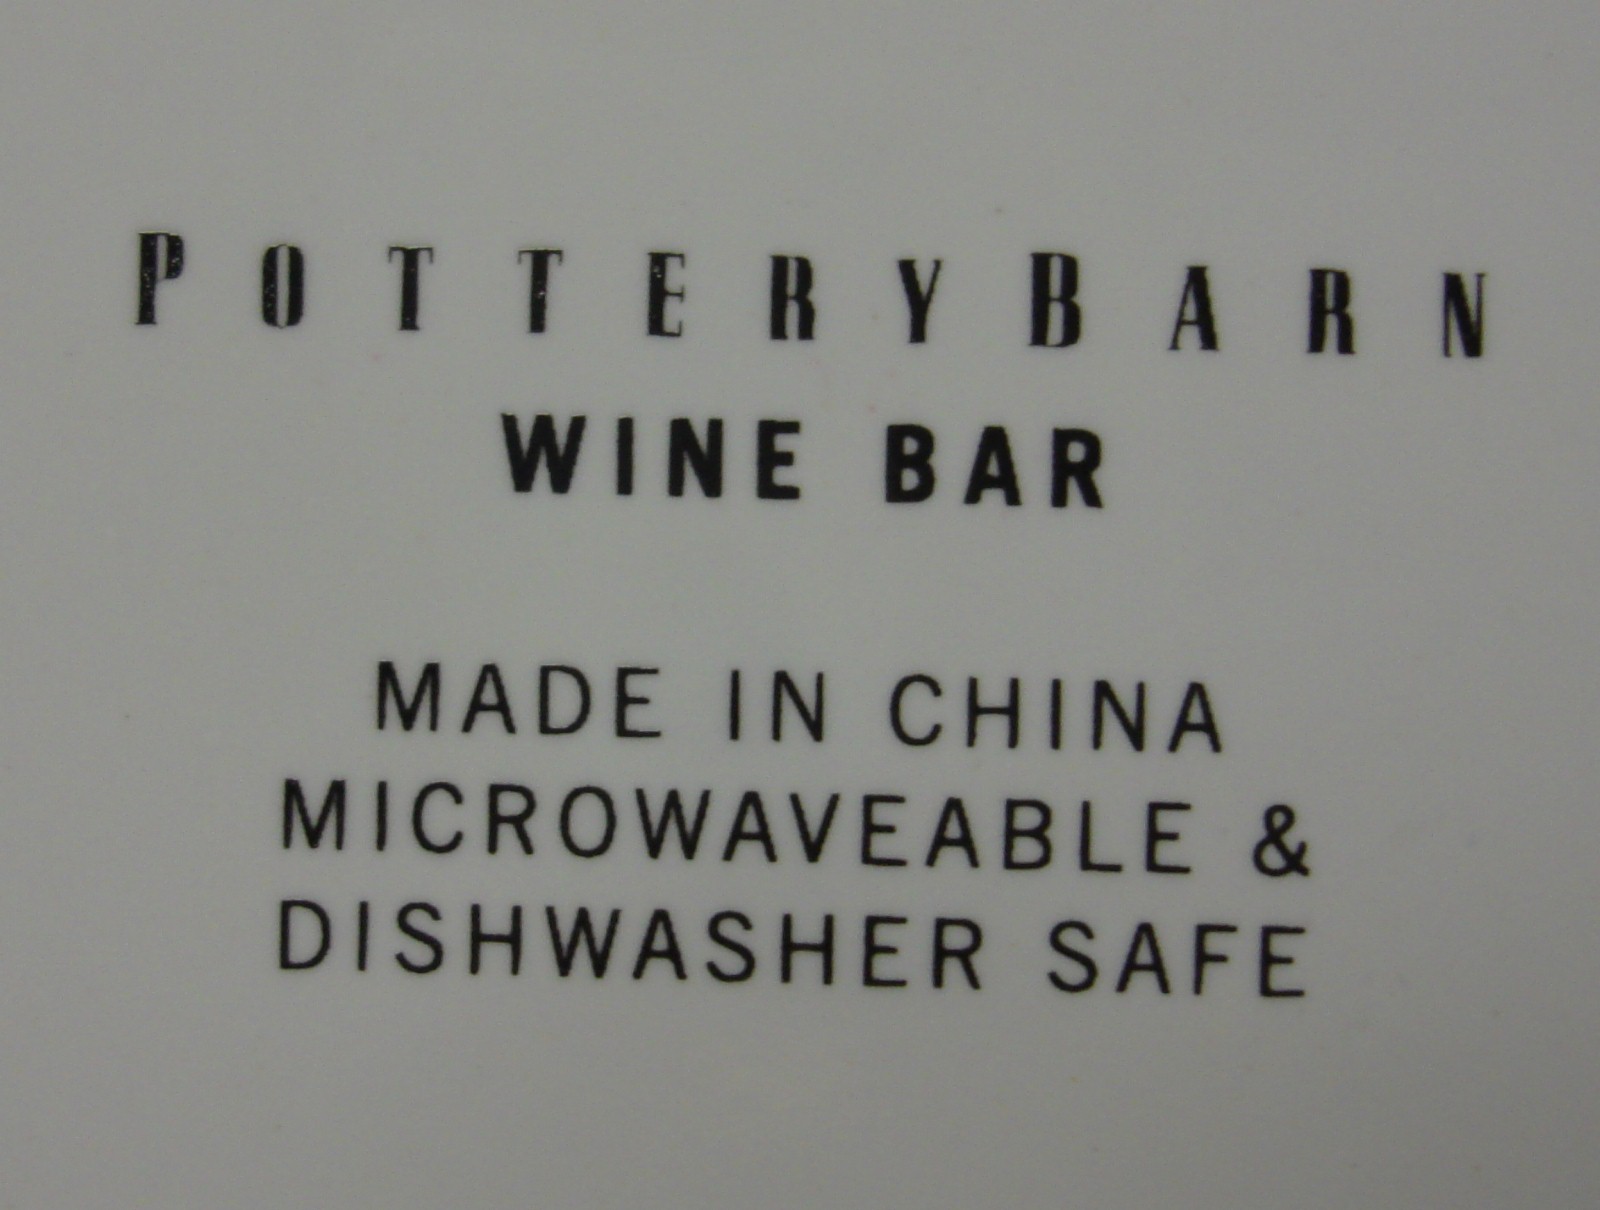 POTTERYBARN
WINE BAR
MADE IN CHINA
MICROWAVEABLE &
DISHWASHER SAFE